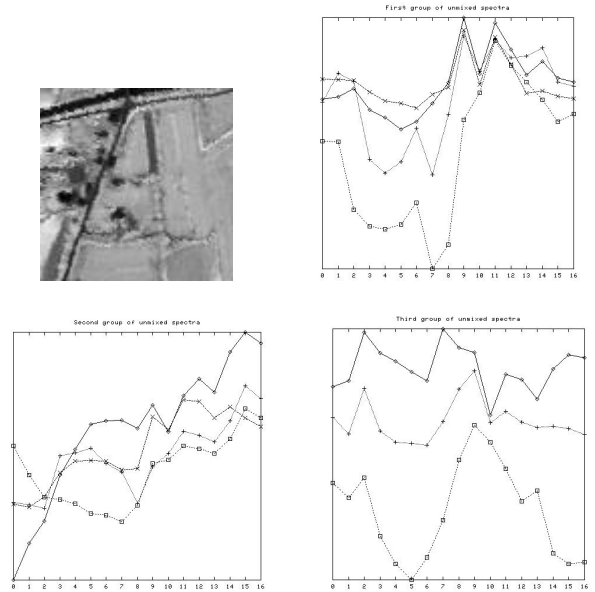 First group of unmixed spectra
0 1 2 3 4 5 6 7 8 9 10 11 12 13 14 15 16
Second group of unmixed spectra
0 1 2 3 4 5 6 7 8 9 10 11 12 13 14 15 16
Third group of unmixed spectra
0 1 2 3 4 5 6 7 8 9 10 11 12 13 14 15 16